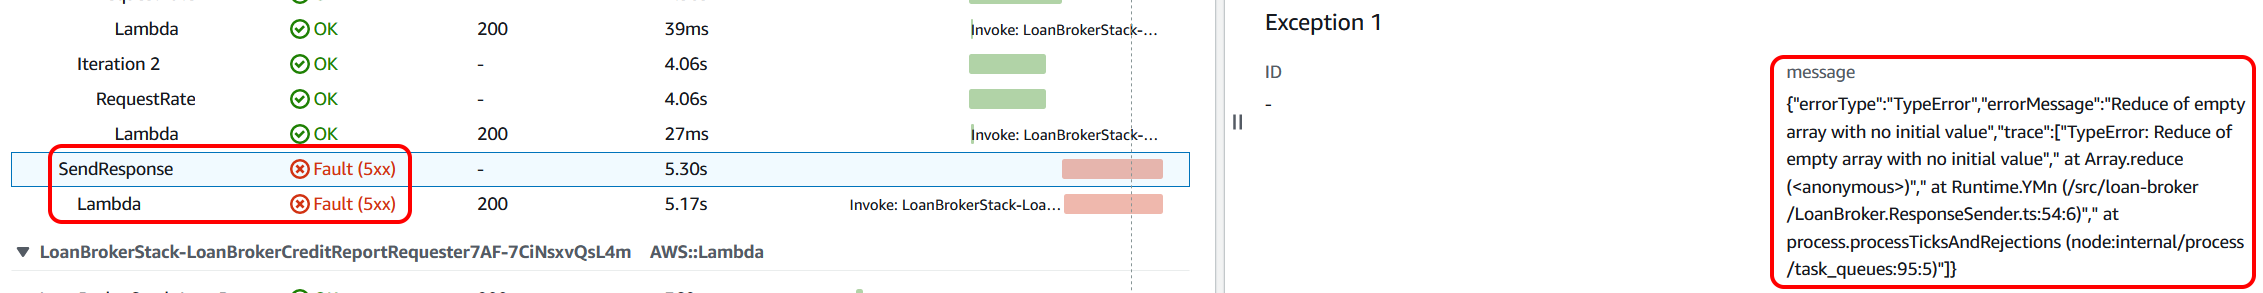 Lambda OK 200 39ms Invoke: LoanBrokerStack-...
Iteration 2 OK - 4.06s
RequestRate OK - 4.06s
Lambda OK 200 27ms Invoke: LoanBrokerStack-...
SendResponse Fault (5xx) - 5.30s
Lambda Fault (5xx) 200 5.17s Invoke: LoanBrokerStack-Loa...
LoanBrokerStack-LoanBrokerCreditReportRequester7AF-7CiNsxvQsL4m AWS::Lambda
Exception 1
ID
-
message
{"errorType":"TypeError","errorMessage":"Reduce of empty
array with no initial value","trace":["TypeError: Reduce of
empty array with no initial value"," at Array.reduce
(<anonymous>)"," at Runtime.YMn (/src/loan-broker
/LoanBroker.ResponseSender.ts:54:6)"," at
process.processTicksAndRejections (node:internal/process
/task_queues:95:5)"]}